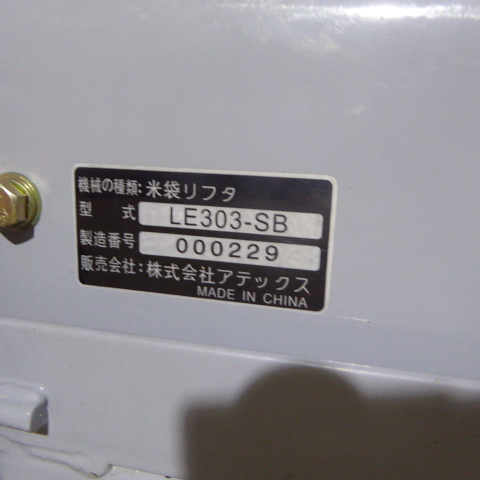 機械の種類:米袋リフタ
型 式 LE303-SB
製造番号 000229
販売会社:株式会社アテックス
MADE IN CHINA